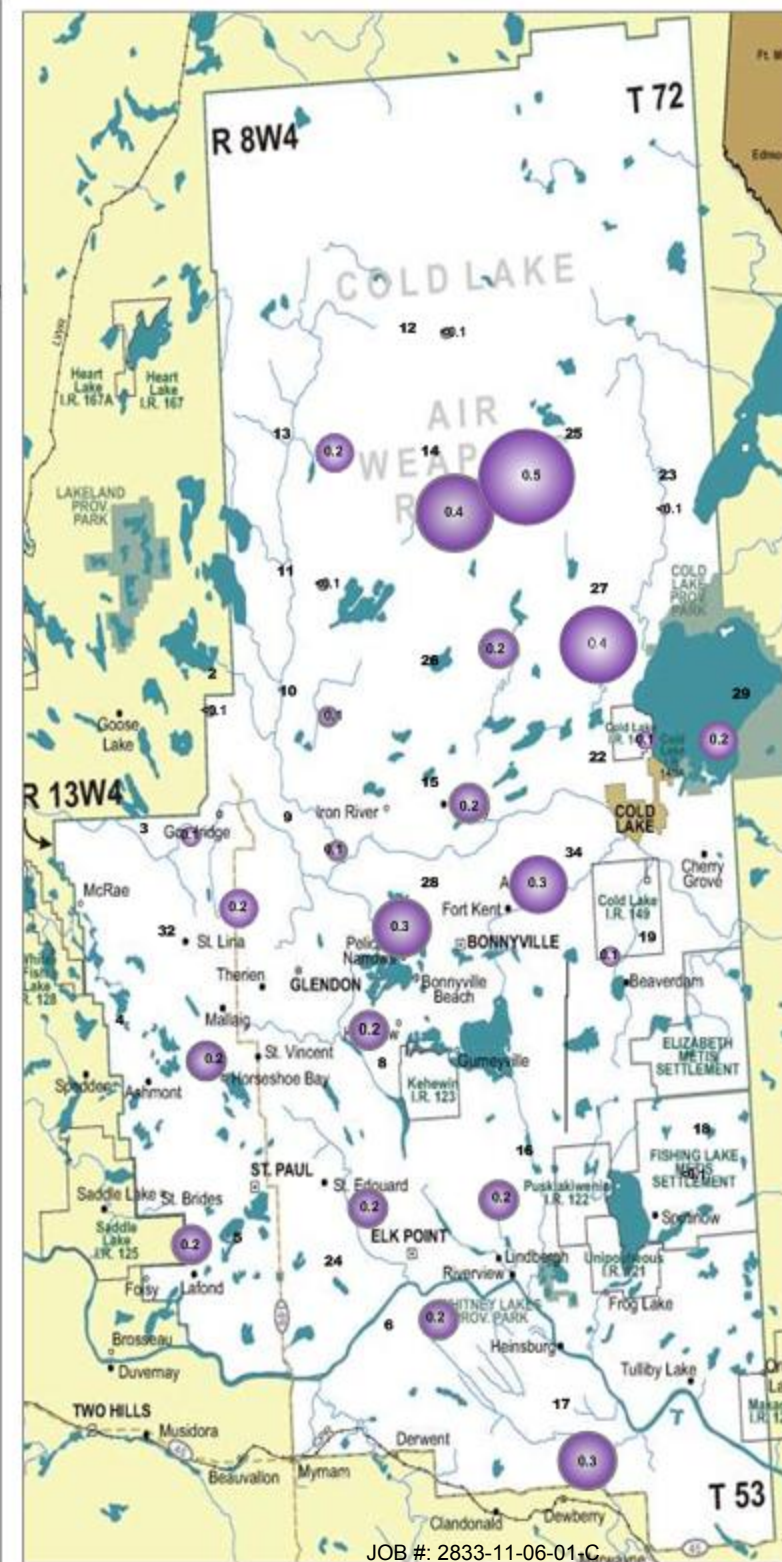 Ft. M
R 8W4
T 72
Edmo
COLD LAKE
12
<0.1
Heart
Lake
I.R. 167A
Heart
Lake
I.R. 167
AIR
13
14
25
0.2
0.5
0.4
LAKELAND
PROV.
PARK
23
<0.1
COLD
LAKE
PROV.
PARK
11
<0.1
27
0.4
0.2
26
2
<0.1
10
29
Goose
Lake
0.2
22
R 13W4
15
0.2
Iron River
9
COLD
LAKE
3
34
Cherry
Grove
28
0.3
McRae
Fort Kent
Cold Lake
I.R. 149
0.2
0.3
32
St. Lina
BONNYVILLE
19
0.1
Therien
GLENDON
Bonnyville
Beach
Beaverdam
Mallaig
4
0.2
ELIZABETH
METIS
SETTLEMENT
0.2
St. Vincent
8
Gurneyville
Horseshoe Bay
Kehewin
I.R. 123
Ashmont
18
FISHING LAKE
METIS
SETTLEMENT
16
ST. PAUL
St. Edouard
Saddle Lake
St. Brides
0.2
0.2
I.R. 122
Saddle
Lake
I.R. 125
0.2
5
ELK POINT
24
Lindbergh
Riverview
Foisy
Lafond
Frog Lake
0.2
WHITNEY LAKES
PROV. PARK
6
Heinsburg
Brosseau
Duvernay
Tulliby Lake
TWO HILLS
17
Musidora
Derwent
0.3
Beauvallon
Myrnam
T 53
Clandonald
Dewberry
45
JOB #: 2833-11-06-01-C